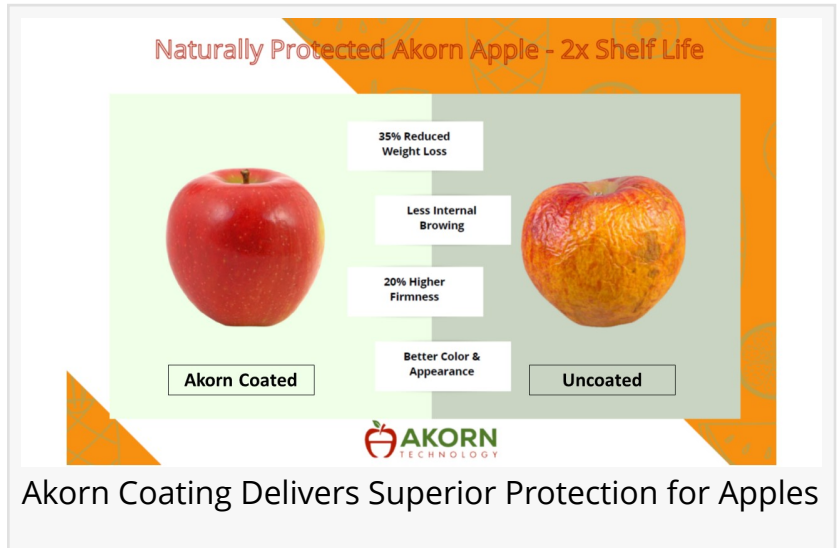 Naturally Protected Akorn Apple - 2x Shelf Life
35% Reduced
Weight Loss
Less Internal
Browing
20% Higher
Firmness
Better Color &
Appearance
Akorn Coated
Uncoated
AKORN
TECHNOLOGY
Akorn Coating Delivers Superior Protection for Apples